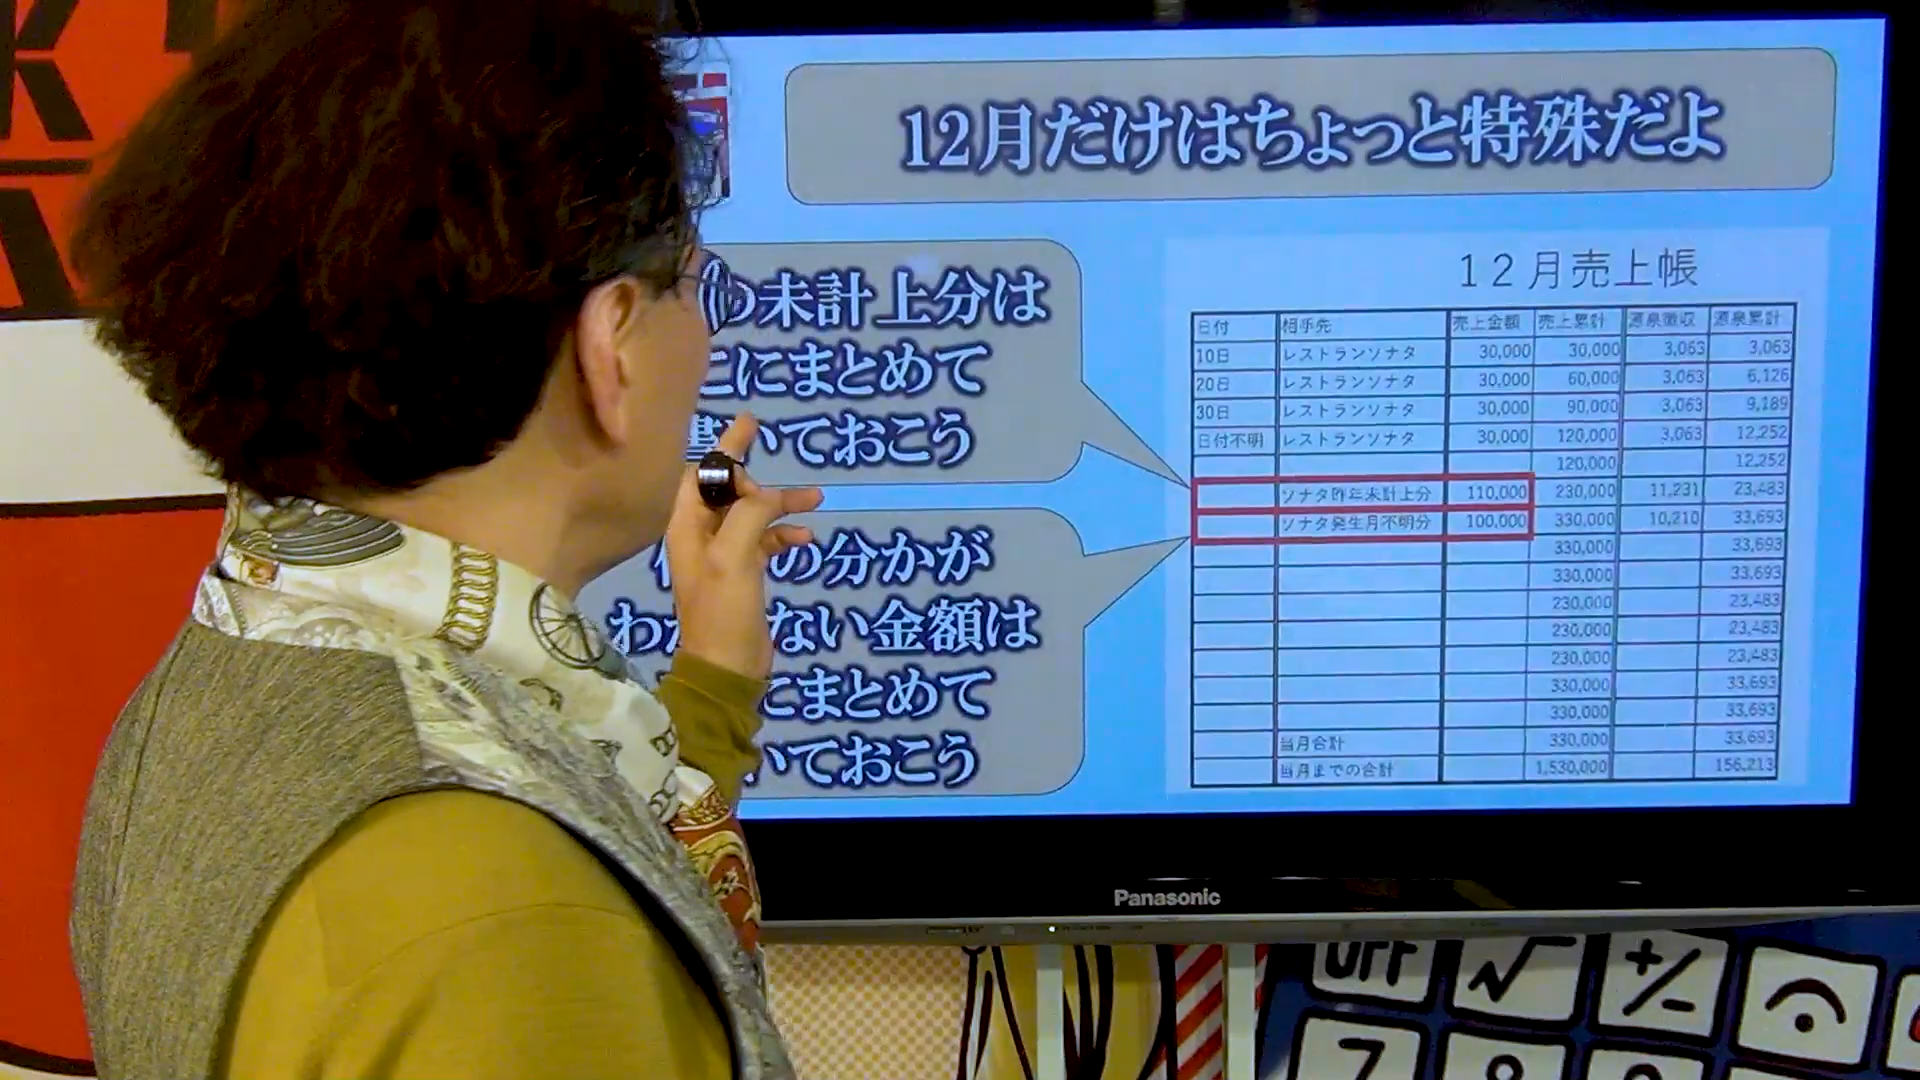 12月だけはちょっと特殊だよ
の未計上分は
こにまとめて
書いておこう
の分かが
わか ない金額は
にまとめて
いておこう
12月売上帳
日付 相手先 売上金額 売上累計 源泉徴収 源泉累計
10日 レストランソナタ 30,000 30,000 3,063 3,063
20日 レストランソナタ 30,000 60,000 3,063 6,126
30日 レストランソナタ 30,000 90,000 3,063 9,189
日付不明 レストランソナタ 30,000 120,000 3,063 12,252
120,000 12,252
ソナタ昨年未計上分 110,000 230,000 11,231 23,483
ソナタ発生月不明分 100,000 330,000 10,210 33,693
330,000 33,693
330,000 33,693
230,000 23,483
230,000 23,483
230,000 23,483
330,000 33,693
330,000 33,693
当月合計 330,000 33,693
当月までの合計 1,530,000 156,213
Panasonic
OFF √ +/-
7